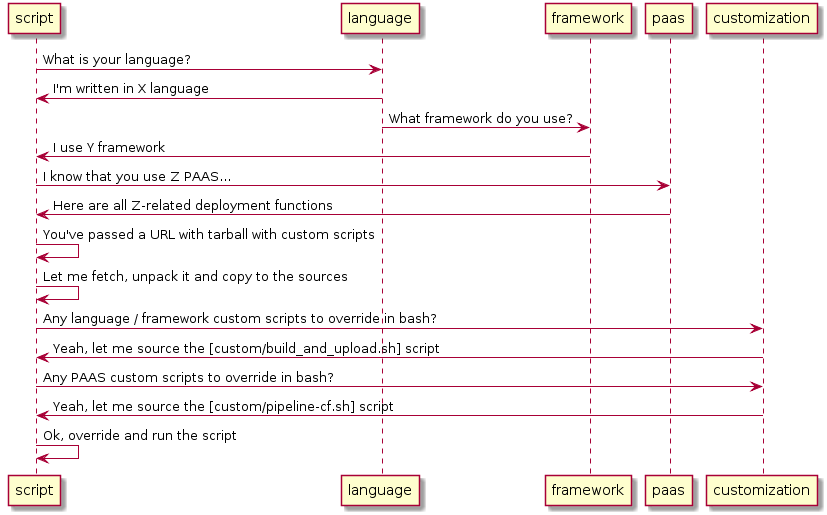 script language framework paas customization
What is your language?
I'm written in X language
What framework do you use?
I use Y framework
I know that you use Z PAAS...
Here are all Z-related deployment functions
You've passed a URL with tarball with custom scripts
Let me fetch, unpack it and copy to the sources
Any language / framework custom scripts to override in bash?
Yeah, let me source the [custom/build_and_upload.sh] script
Any PAAS custom scripts to override in bash?
Yeah, let me source the [custom/pipeline-cf.sh] script
Ok, override and run the script
script language framework paas customization